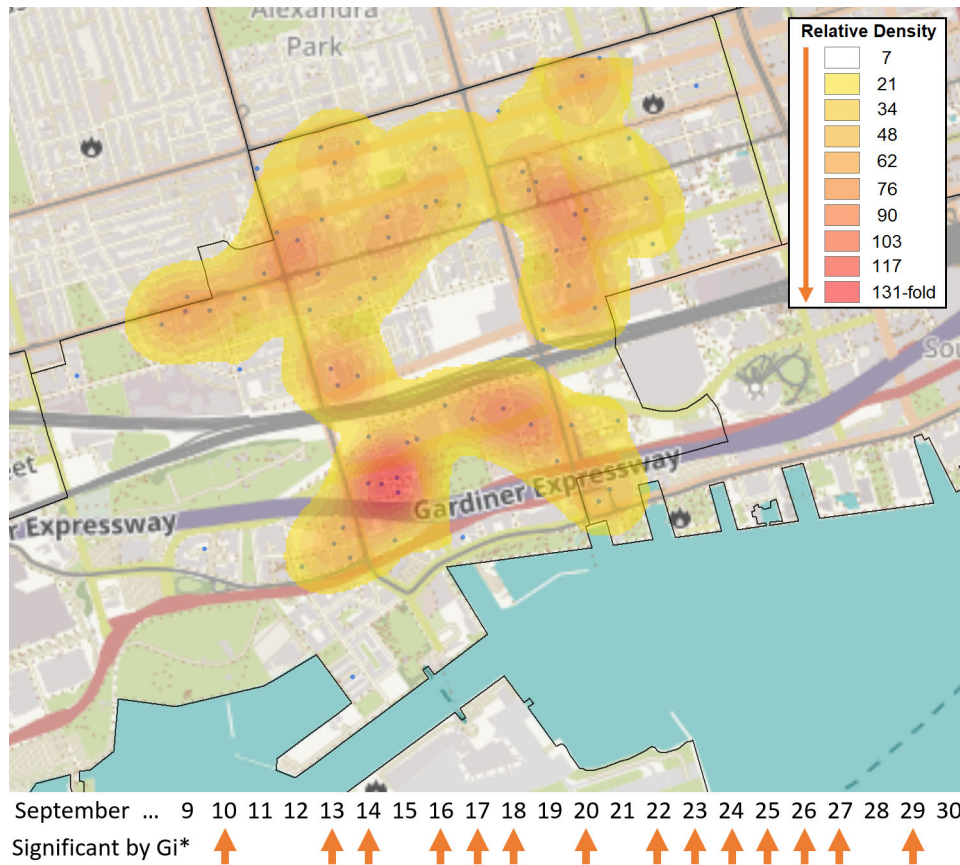 Alexandra
Park
Relative Density
7
21
34
48
62
76
90
103
117
131-fold
Sou
eet
Gardiner Expressway
r Expressway
September ... 9 10 11 12 13 14 15 16 17 18 19 20 21 22 23 24 25 26 27 28 29 30
Significant by Gi*